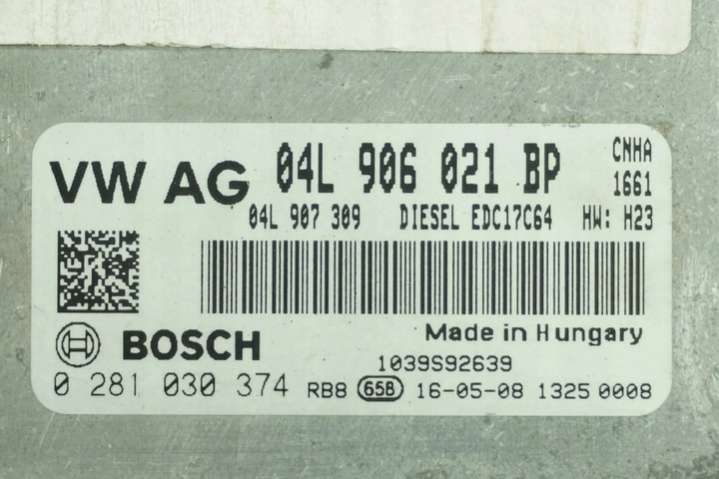 VW AG 04L 906 021 BP CNHA
1661
04L 907 309 DIESEL EDC17C64 HW: H23
Made in Hungary
BOSCH
1039S92639
0 281 030 374 RB8 65B 16-05-08 1325 0008